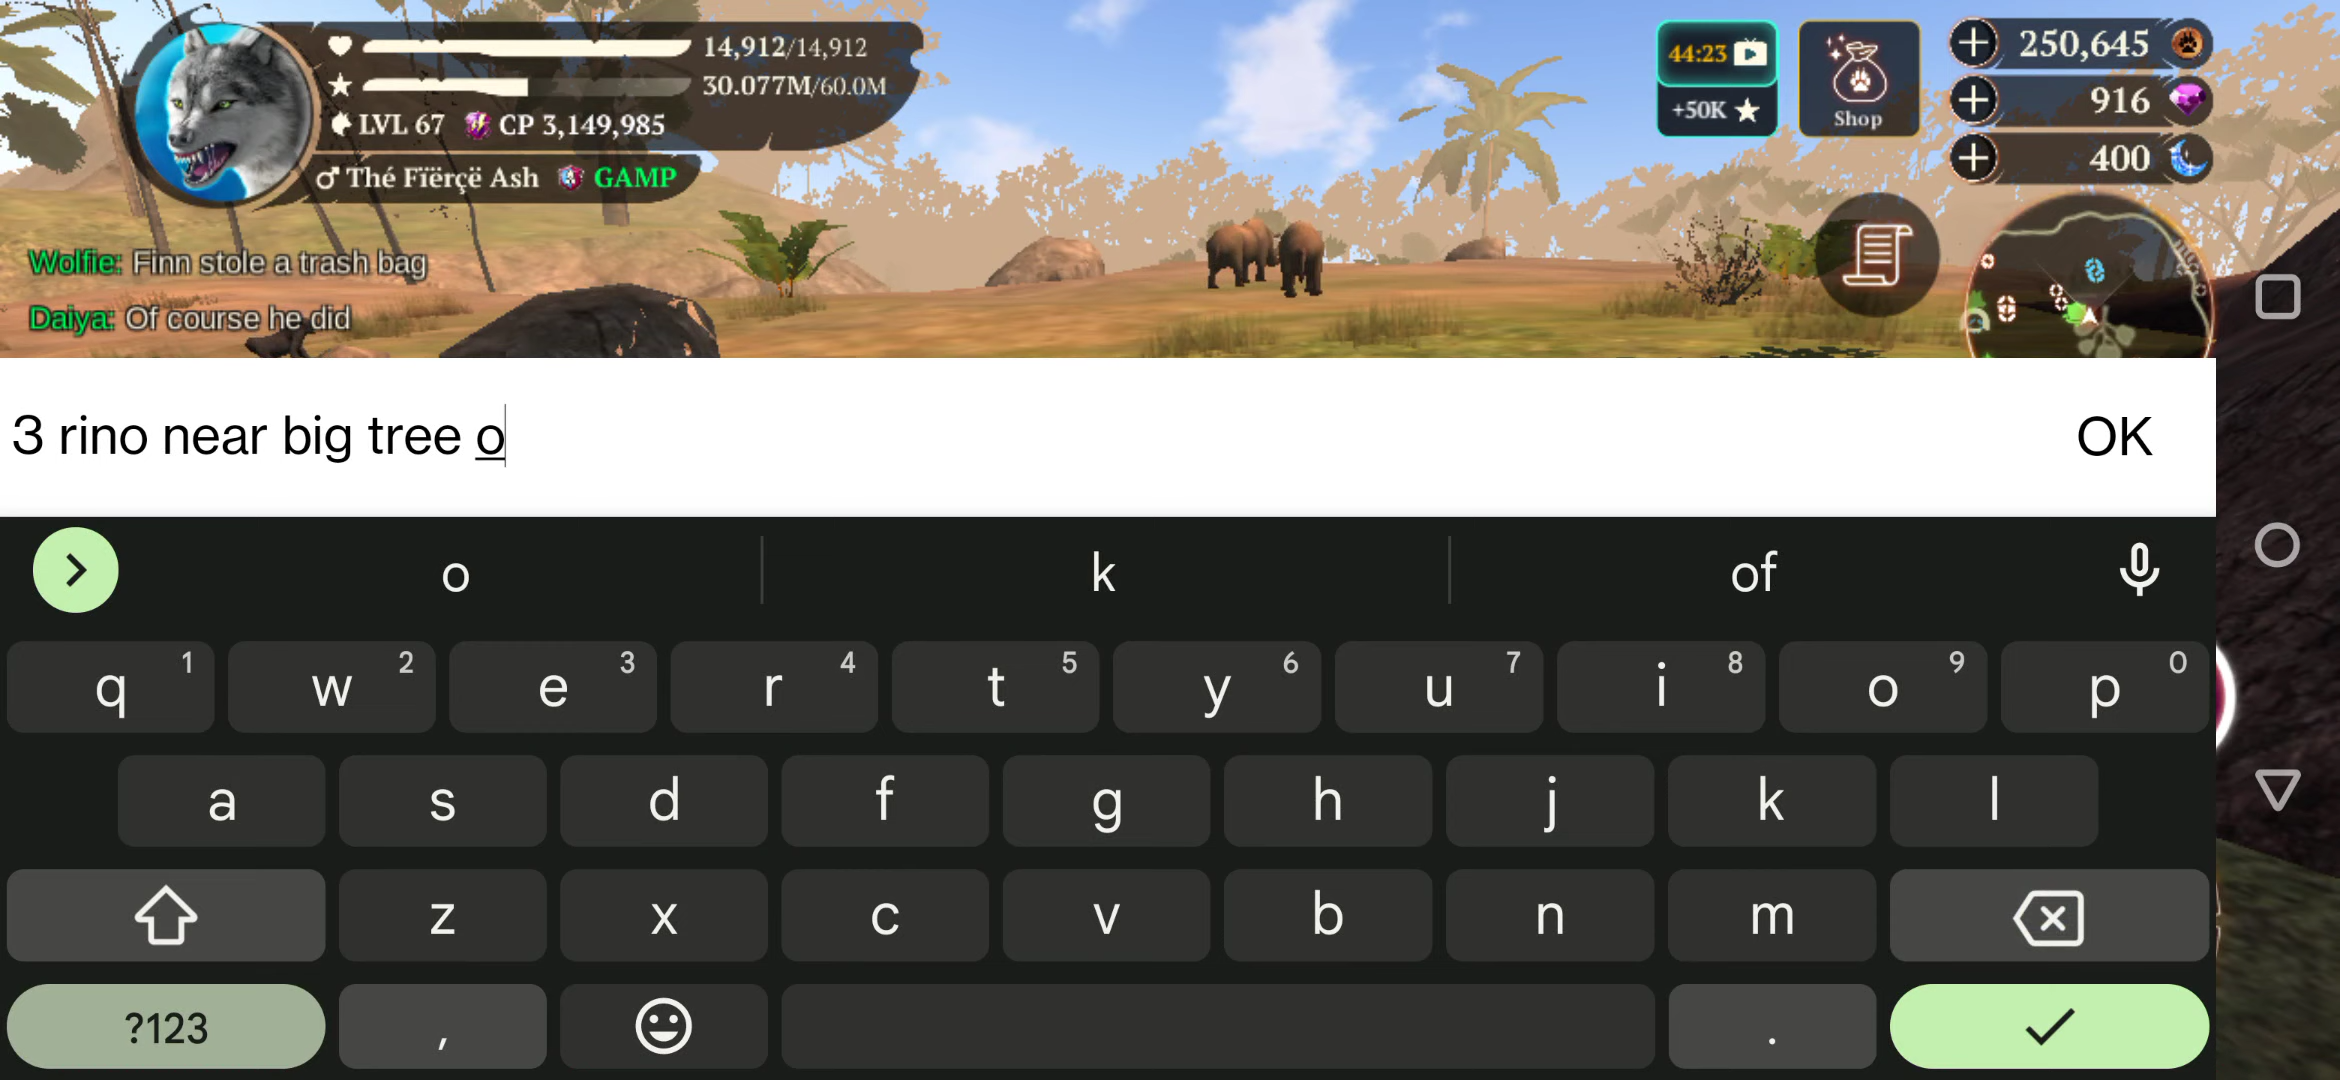 14,912/14,912
30.077M/60.0M
LVL 67 CP 3,149,985
Thé Fïërçë Ash GAMP
44:23
+50K
Shop
250,645
916
400
Wolfie: Finn stole a trash bag
Daiya: Of course he did
3 rino near big tree o
OK
o k of
q 1 w 2 e 3 r 4 t 5 y 6 u 7 i 8 o 9 p 0
a s d f g h j k l
z x c v b n m
?123 , .